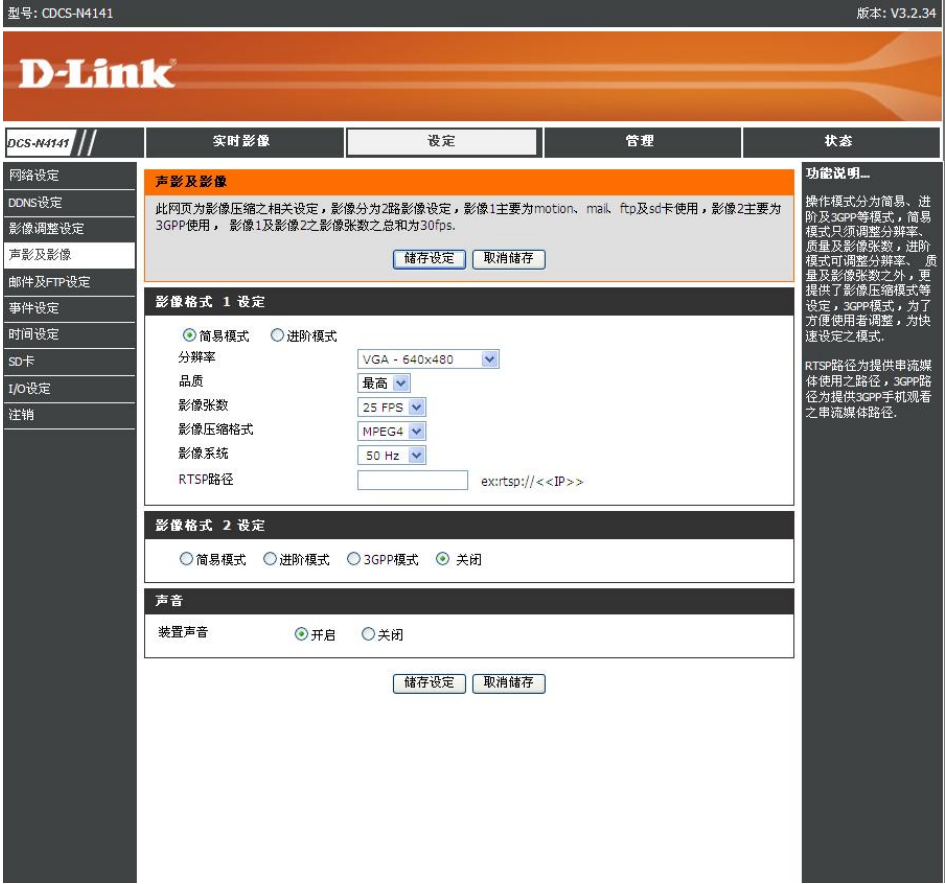 型号: CDCS-N4141
版本: V3.2.34
D-Link
DCS-N4141
实时影像
设定
管理
状态
网络设定
DDNS设定
影像调整设定
声影及影像
邮件及FTP设定
事件设定
时间设定
SD卡
I/O设定
注销
声影及影像
此网页为影像压缩之相关设定，影像分为2路影像设定，影像1主要为motion、mail、ftp及sd卡使用，影像2主要为
3GPP使用， 影像1及影像2之影像张数之总和为30fps.
储存设定
取消储存
影像格式 1 设定
简易模式
进阶模式
分辨率
VGA - 640x480
品质
最高
影像张数
25 FPS
影像压缩格式
MPEG4
影像系统
50 Hz
RTSP路径
ex:rtsp://<<IP>>
影像格式 2 设定
简易模式
进阶模式
3GPP模式
关闭
声音
装置声音
开启
关闭
储存设定
取消储存
功能说明...
操作模式分为简易、进
阶及3GPP等模式，简易
模式只须调整分辨率、
质量及影像张数，进阶
模式可调整分辨率、 质
量及影像张数之外，更
提供了影像压缩模式等
设定，3GPP模式，为了
方便使用者调整，为快
速设定之模式.
RTSP路径为提供串流媒
体使用之路径，3GPP路
径为提供3GPP手机观看
之串流媒体路径.